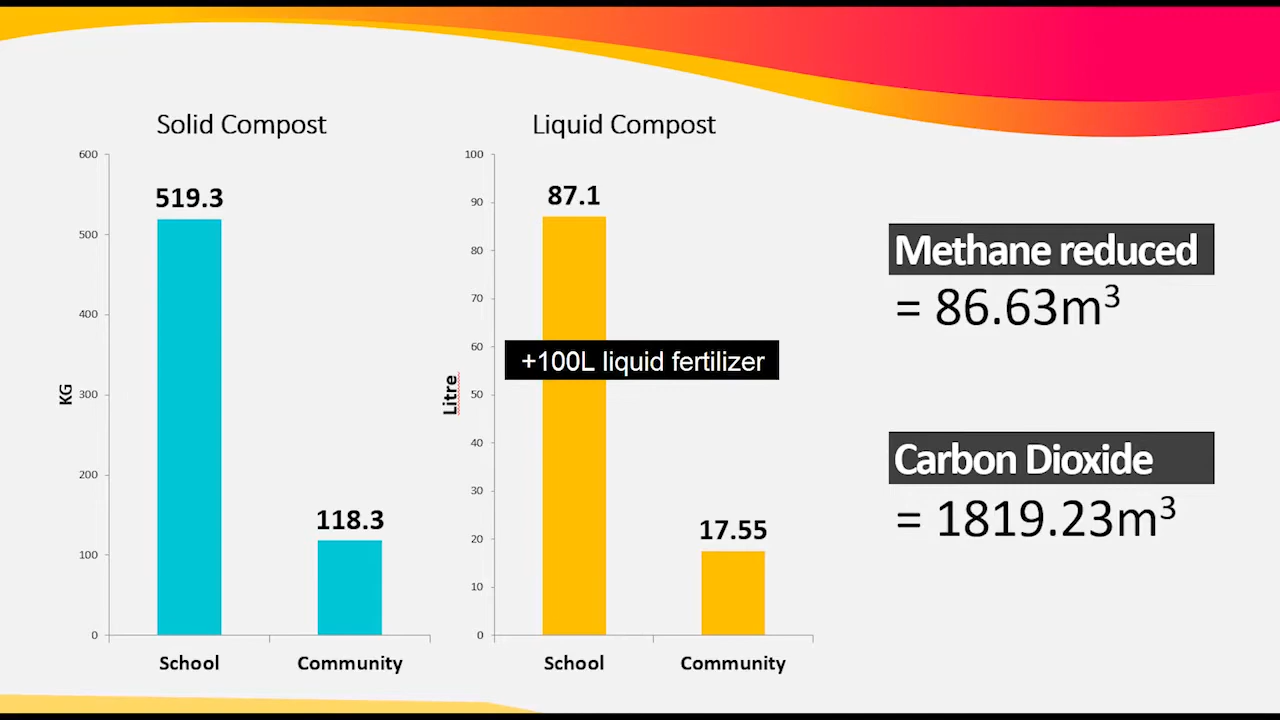 Solid Compost
600
500
400
300
200
100
0
KG
519.3
118.3
School
Community
Liquid Compost
100
90
80
70
60
50
40
30
20
10
0
Litre
87.1
+100L liquid fertilizer
17.55
School
Community
Methane reduced
= 86.63m³
Carbon Dioxide
= 1819.23m³